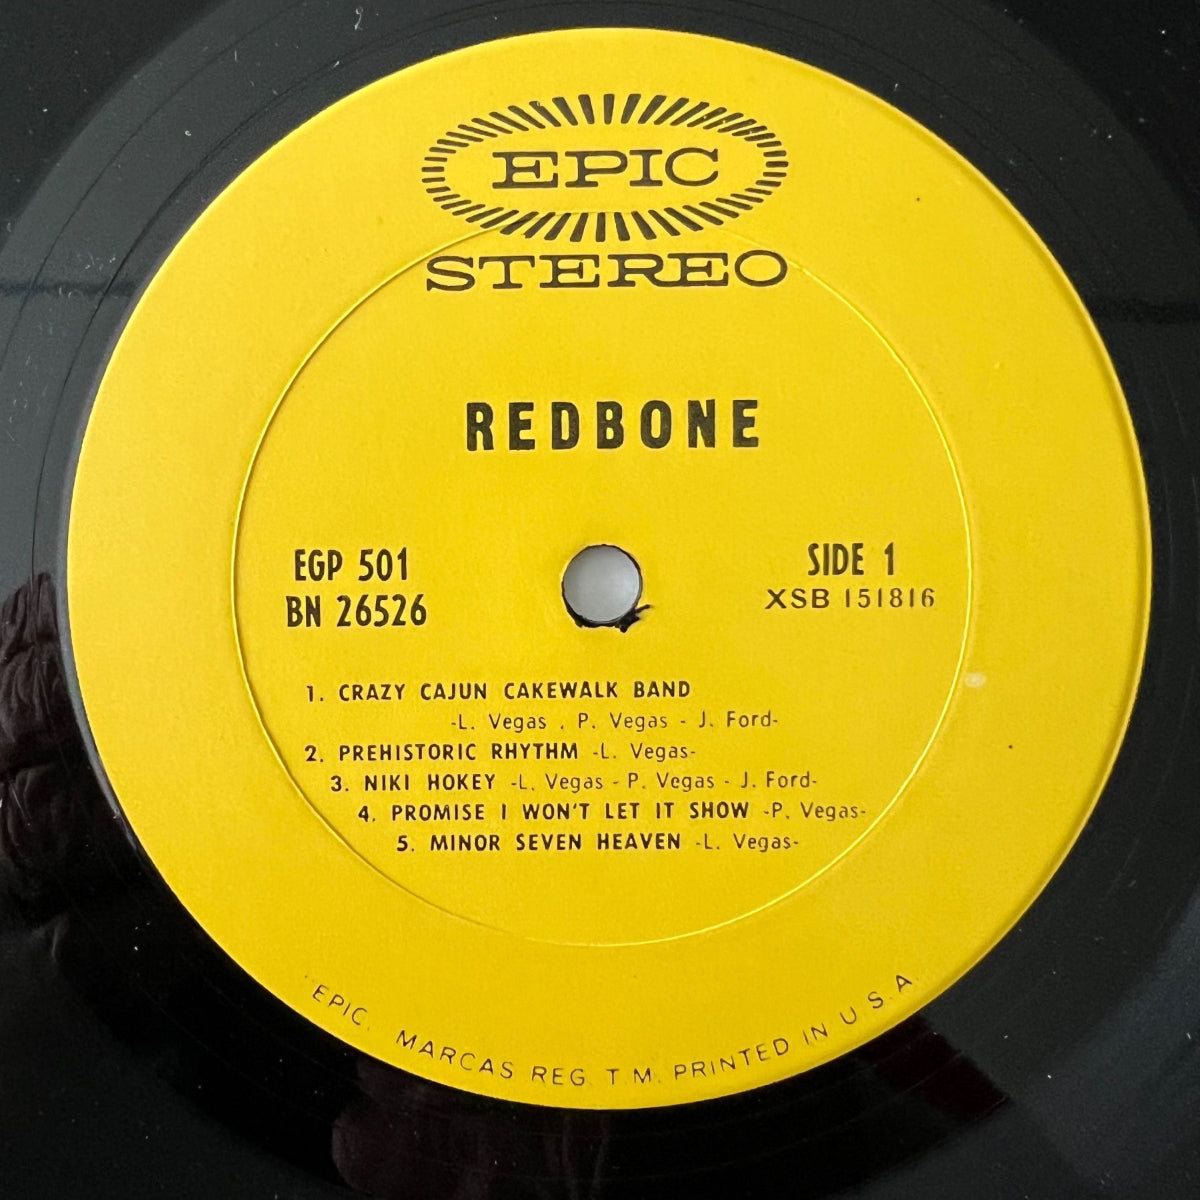 EPIC
STEREO
REDBONE
EGP 501
BN 26526
SIDE 1
XSB 151816
1. CRAZY CAJUN CAKEWALK BAND
-L. Vegas . P. Vegas - J. Ford-
2. PREHISTORIC RHYTHM -L. Vegas-
3. NIKI HOKEY -L. Vegas - P. Vegas - J. Ford-
4. PROMISE I WON'T LET IT SHOW -P. Vegas-
5. MINOR SEVEN HEAVEN -L. Vegas-
"EPIC. MARCAS REG. T.M. PRINTED IN U.S.A.